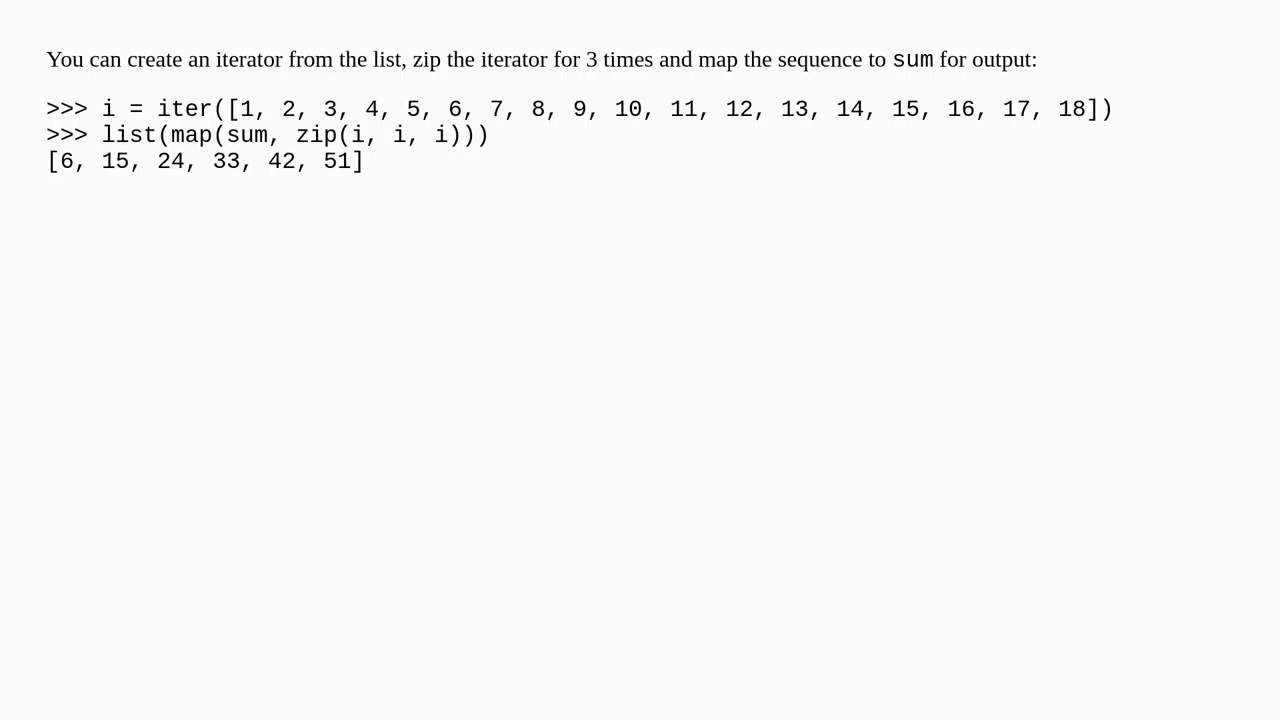 You can create an iterator from the list, zip the iterator for 3 times and map the sequence to sum for output:
>>> i = iter([1, 2, 3, 4, 5, 6, 7, 8, 9, 10, 11, 12, 13, 14, 15, 16, 17, 18])
>>> list(map(sum, zip(i, i, i)))
[6, 15, 24, 33, 42, 51]